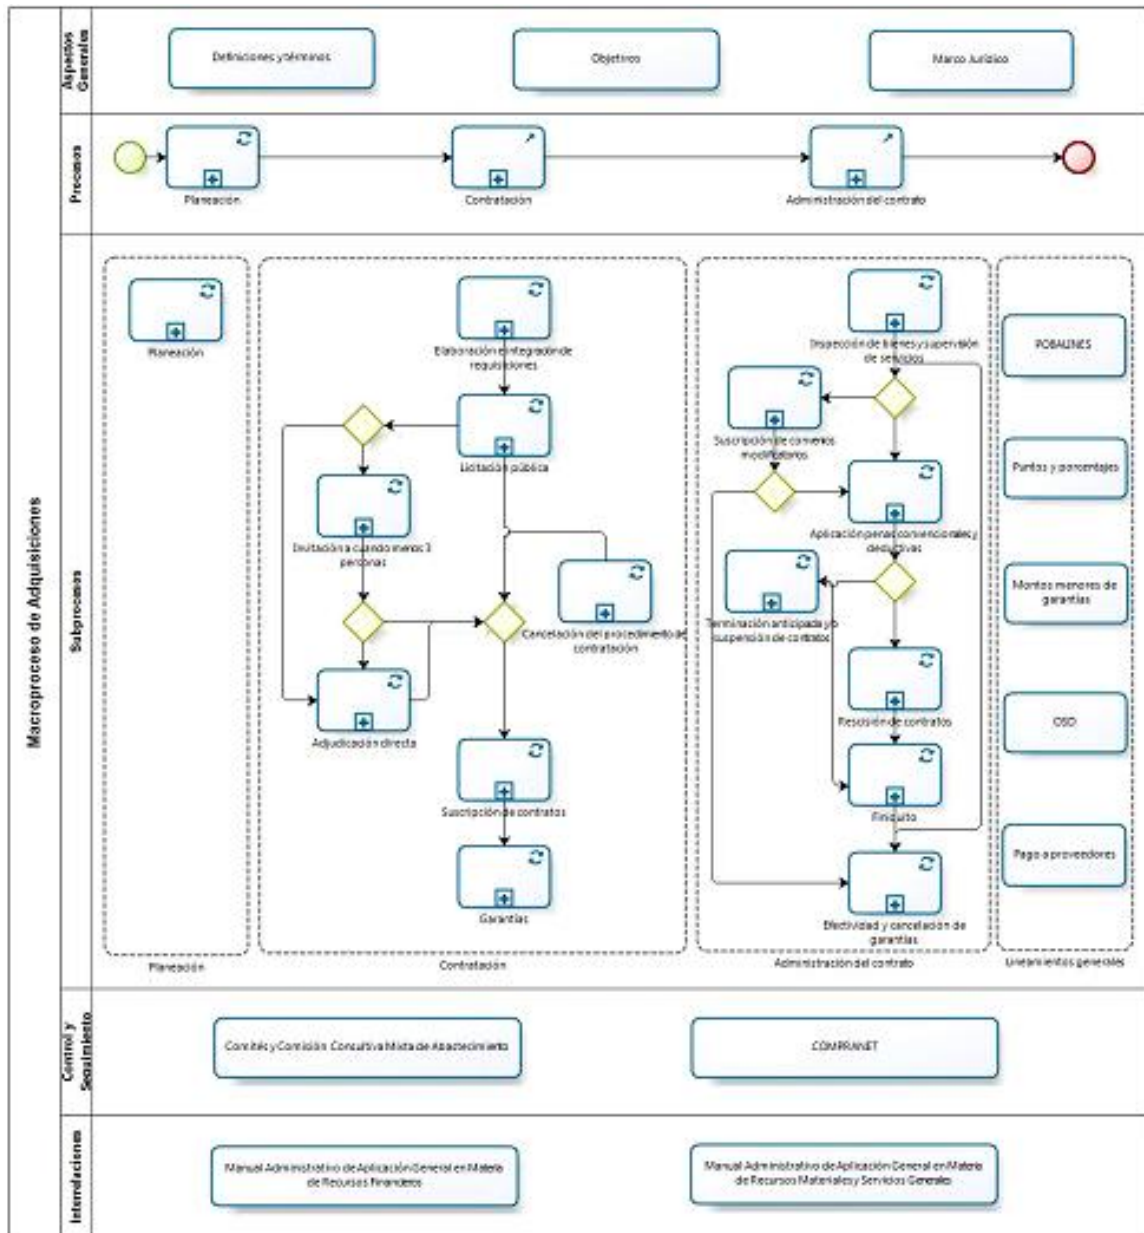 Macroproceso de Adquisiciones
Aspectos
Generales
Definiciones y términos
Objetivos
Marco Jurídico
Procesos
Planeación
Contratación
Administración del contrato
Subprocesos
Planeación
Planeación
Elaboración e integración de
requisiciones
Licitación pública
Invitación a cuando menos 3
personas
Cancelación del procedimiento de
contratación
Adjudicación directa
Suscripción de contratos
Garantías
Contratación
Inspección de bienes y supervisión
de servicios
Suscripción de convenios
modificatorios
Aplicación penas convencionales y
deductivas
Terminación anticipada y/o
suspensión de contratos
Rescisión de contratos
Finiquito
Efectividad y cancelación de
garantías
Administración del contrato
POBALINES
Puntos y porcentajes
Montos menores de
garantías
OSD
Pago a proveedores
Lineamientos generales
Control y
Seguimiento
Comités y Comisión Consultiva Mixta de Abastecimiento
COMPRANET
Interrelaciones
Manual Administrativo de Aplicación General en Materia
de Recursos Financieros
Manual Administrativo de Aplicación General en Materia
de Recursos Materiales y Servicios Generales